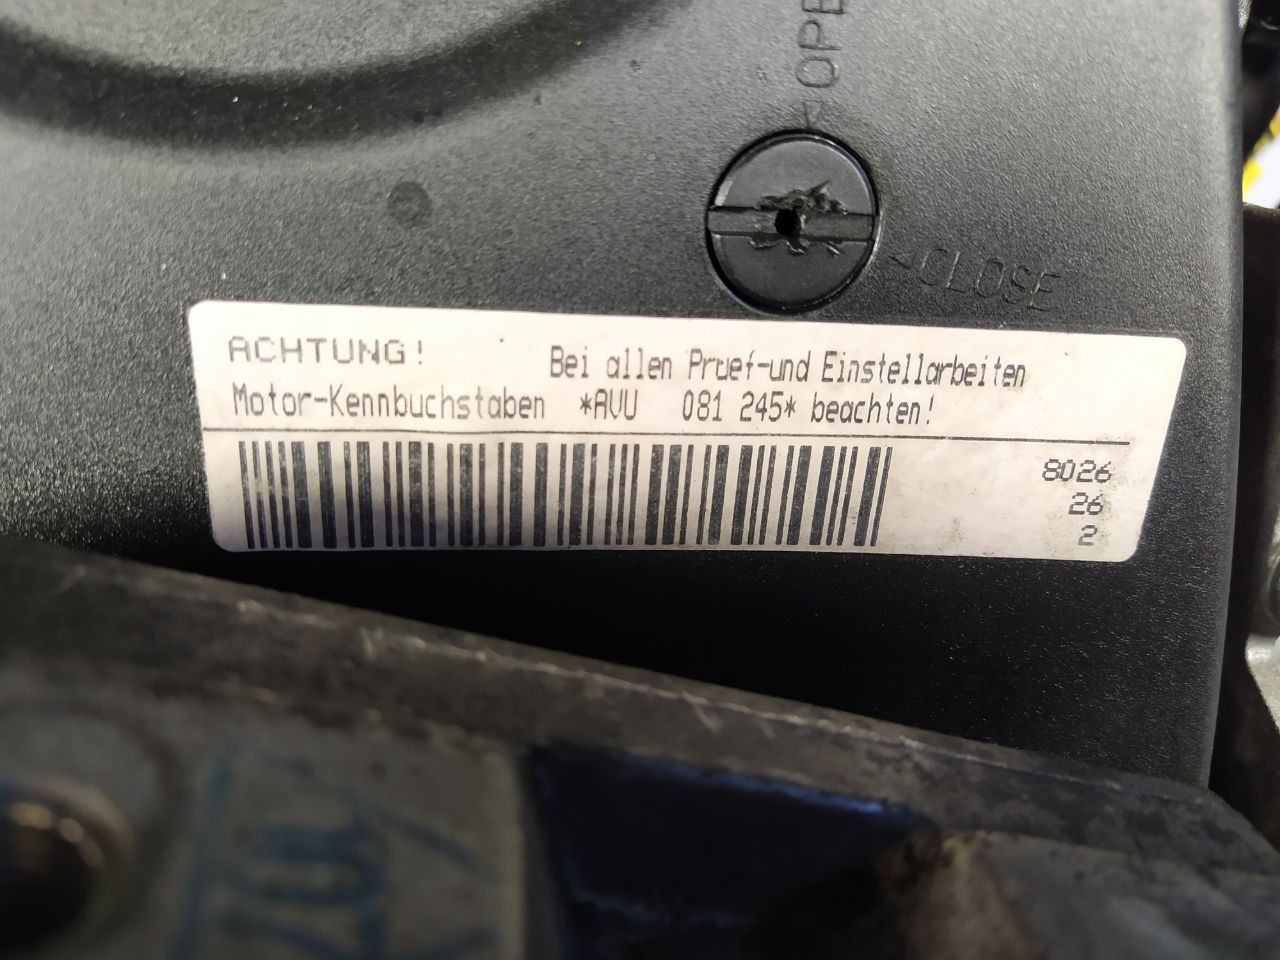 <OPE
<CLOSE
ACHTUNG! Bei allen Pruef-und Einstellarbeiten
Motor-Kennbuchstaben *AVU 081 245* beachten!
8026
26
2